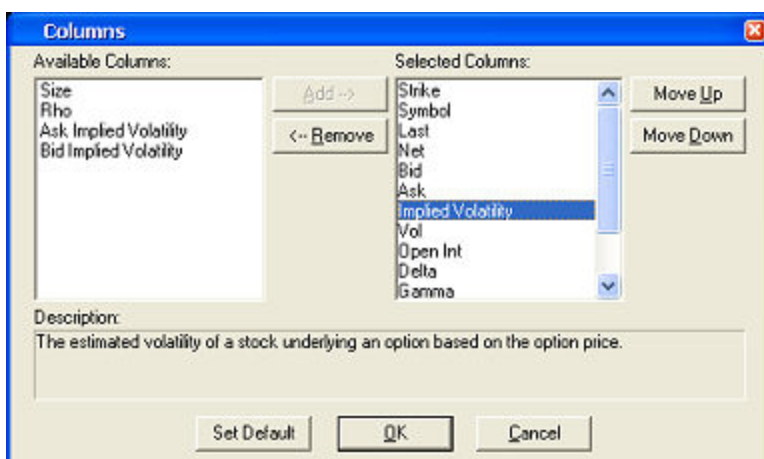 Columns
Available Columns:
Size
Rho
Ask Implied Volatility
Bid Implied Volatility
Add -->
<-- Remove
Selected Columns:
Strike
Symbol
Last
Net
Bid
Ask
Implied Volatility
Vol
Open Int
Delta
Gamma
Move Up
Move Down
Description:
The estimated volatility of a stock underlying an option based on the option price.
Set Default
OK
Cancel